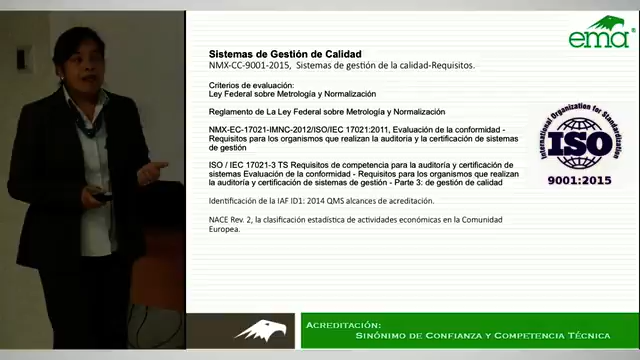 ema
Sistemas de Gestión de Calidad
NMX-CC-9001-2015, Sistemas de gestión de la calidad-Requisitos.
Criterios de evaluación:
Ley Federal sobre Metrología y Normalización
Reglamento de La Ley Federal sobre Metrología y Normalización
NMX-EC-17021-IMNC-2012/ISO/IEC 17021:2011, Evaluación de la conformidad -
Requisitos para los organismos que realizan la auditoría y la certificación de sistemas
de gestión
ISO / IEC 17021-3 TS Requisitos de competencia para la auditoría y certificación de
sistemas Evaluación de la conformidad - Requisitos para los organismos que realizan
la auditoría y certificación de sistemas de gestión - Parte 3: de gestión de calidad
Identificación de la IAF ID1: 2014 QMS alcances de acreditación.
NACE Rev. 2, la clasificación estadística de actividades económicas en la Comunidad
Europea.
International Organization for Standardization
ISO
9001:2015
ACREDITACIÓN:
SINÓNIMO DE CONFIANZA Y COMPETENCIA TÉCNICA